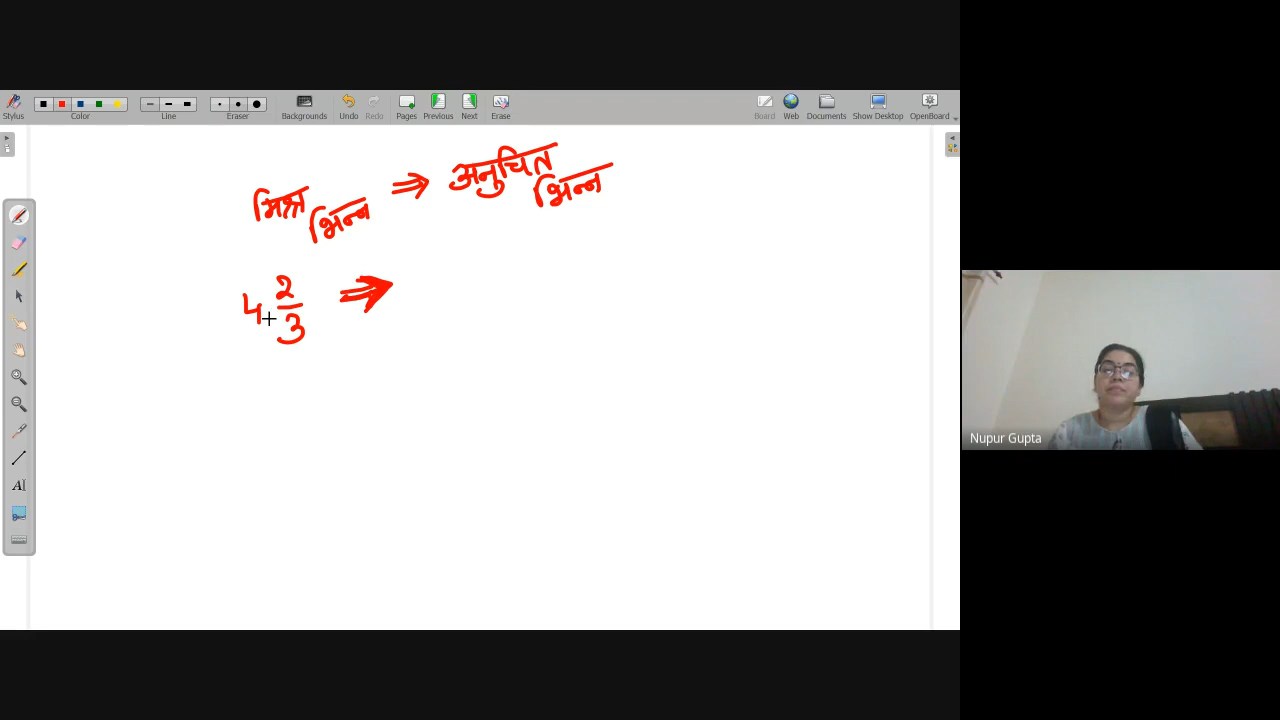 Stylus Color Line Eraser Backgrounds Undo Redo Pages Previous Next Erase Board Web Documents Show Desktop OpenBoard
मिश्र भिन्न ⇒ अनुचित भिन्न
4 2/3 ⇒
AI
Nupur Gupta